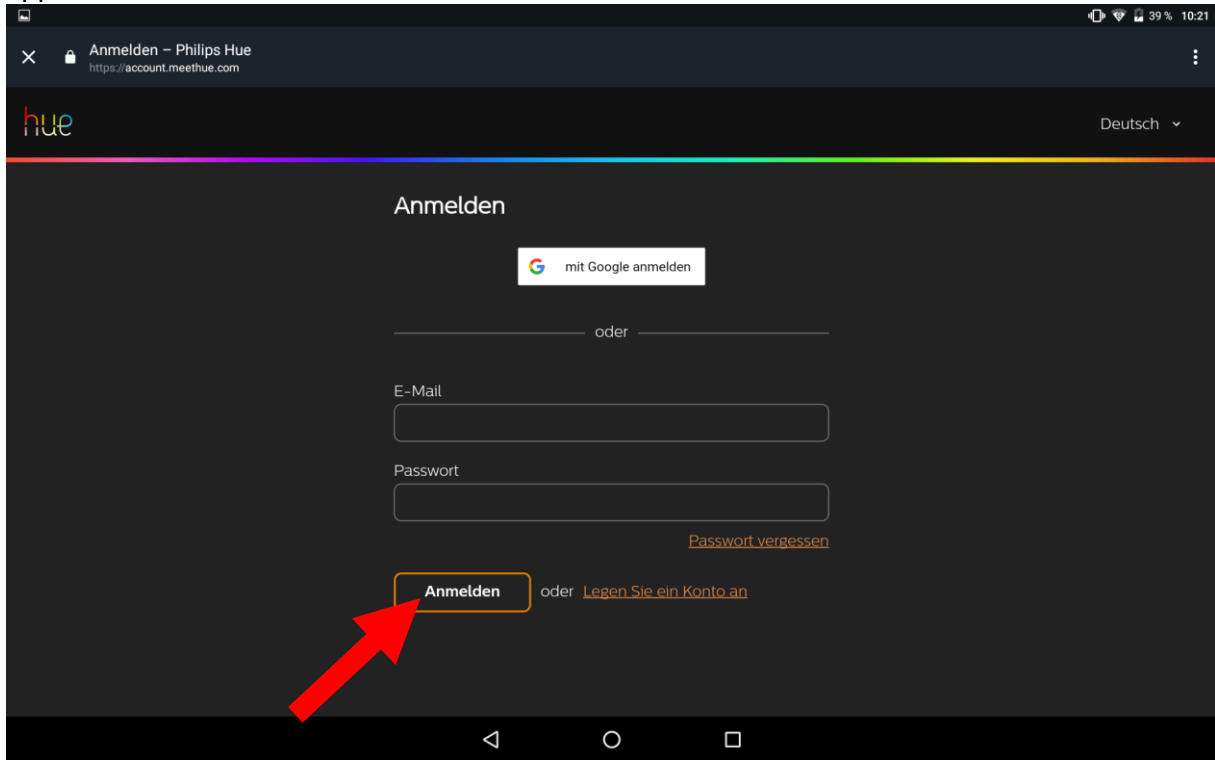 39 % 10:21
Anmelden – Philips Hue
https://account.meethue.com
hue
Deutsch
Anmelden
G mit Google anmelden
oder
E-Mail
Passwort
Passwort vergessen
Anmelden oder Legen Sie ein Konto an